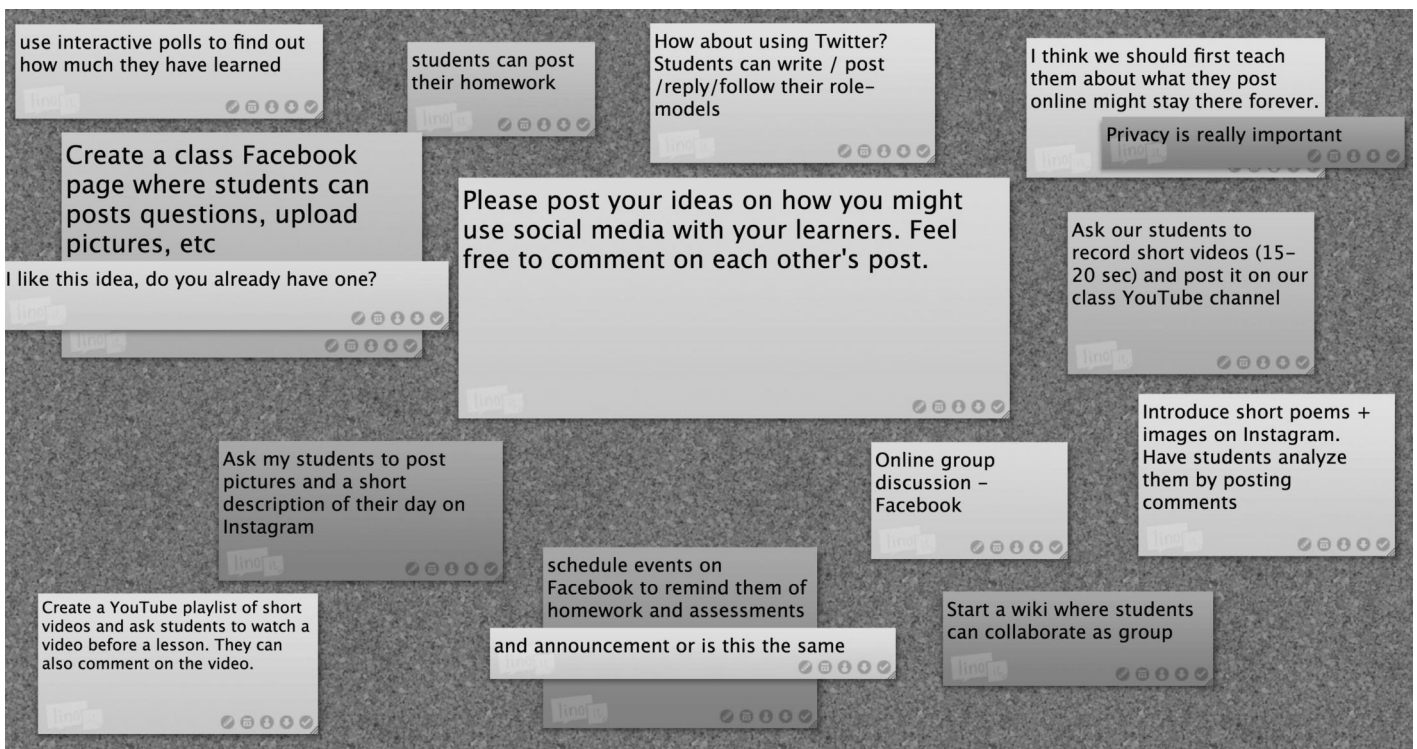 use interactive polls to find out
how much they have learned
students can post
their homework
How about using Twitter?
Students can write / post
/reply/follow their role-
models
I think we should first teach
them about what they post
online might stay there forever.
Privacy is really important
Create a class Facebook
page where students can
posts questions, upload
pictures, etc
I like this idea, do you already have one?
Please post your ideas on how you might
use social media with your learners. Feel
free to comment on each other's post.
Ask our students to
record short videos (15-
20 sec) and post it on our
class YouTube channel
Ask my students to post
pictures and a short
description of their day on
Instagram
Online group
discussion -
Facebook
Introduce short poems +
images on Instagram.
Have students analyze
them by posting
comments
schedule events on
Facebook to remind them of
homework and assessments
and announcement or is this the same
Create a YouTube playlist of short
videos and ask students to watch a
video before a lesson. They can
also comment on the video.
Start a wiki where students
can collaborate as group